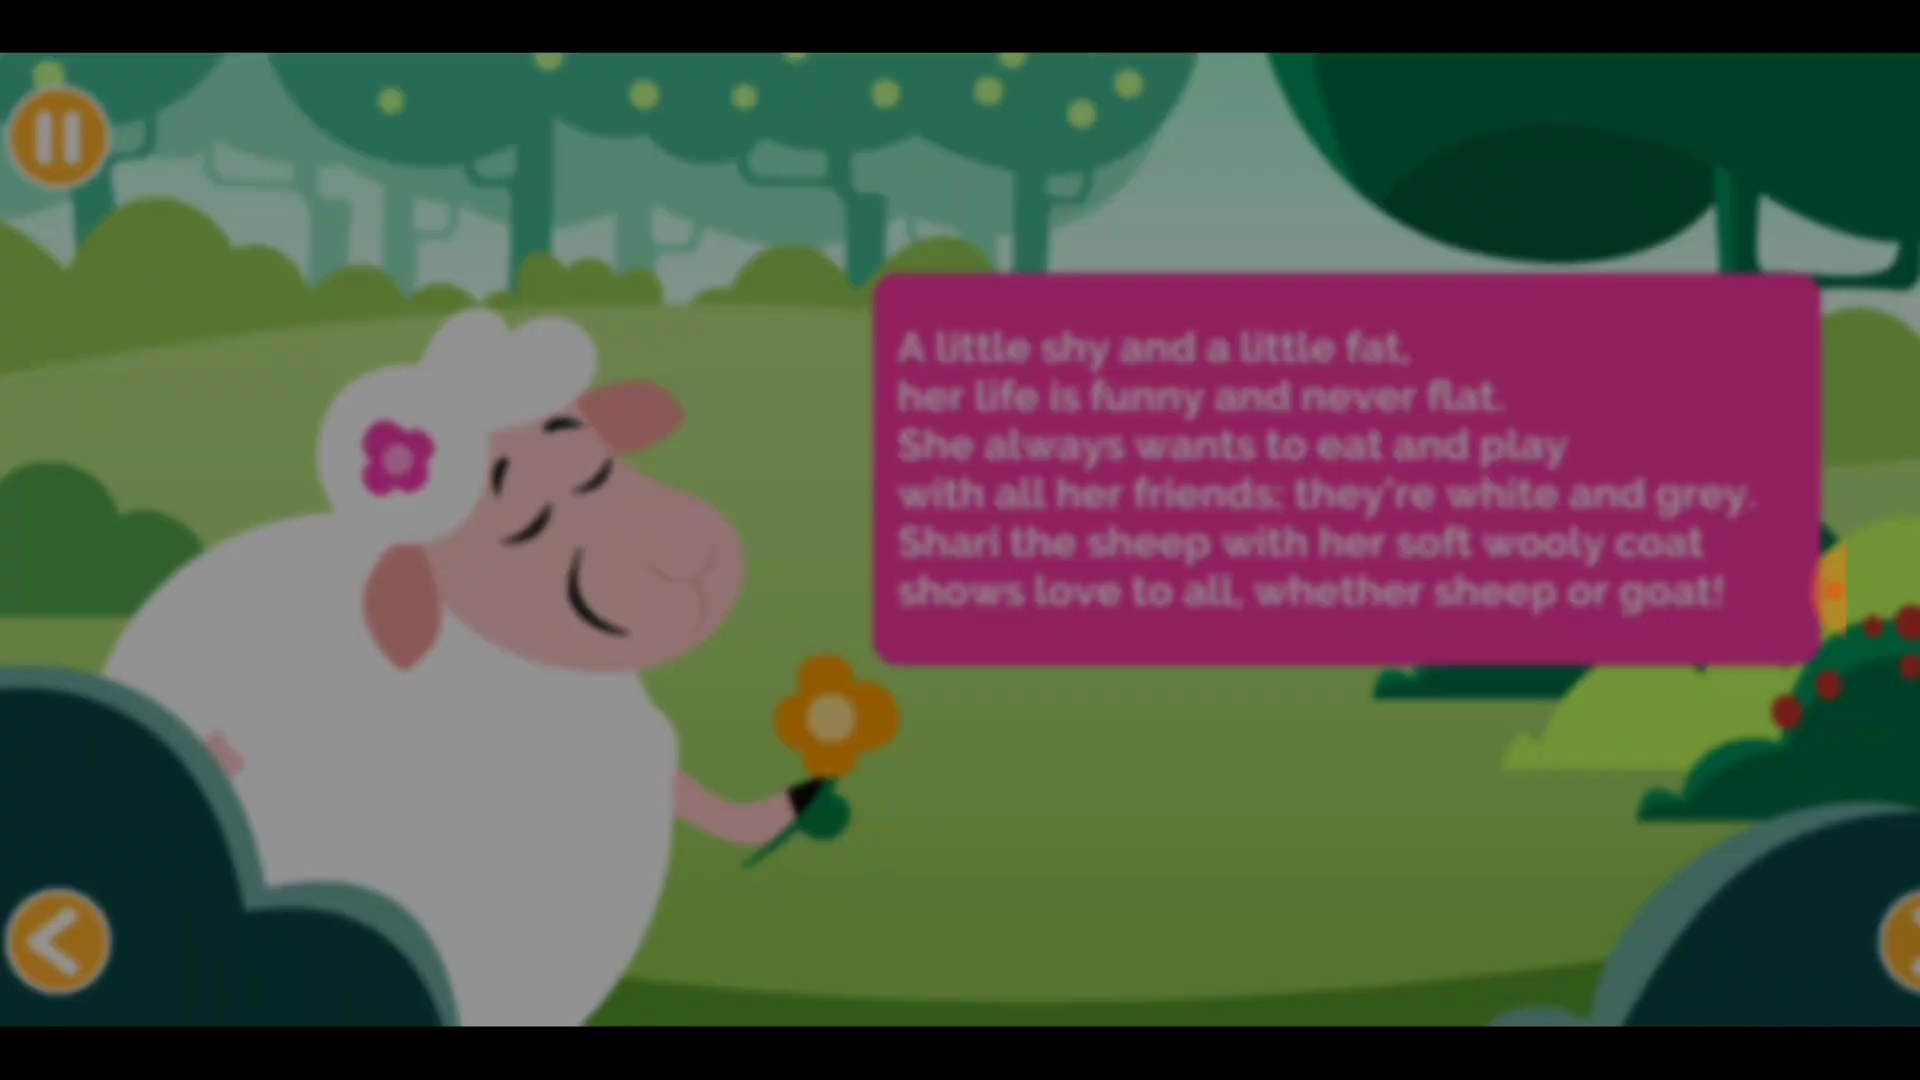 A little shy and a little fat,
her life is funny and never flat.
She always wants to eat and play
with all her friends; they're white and grey.
Shari the sheep with her soft wooly coat
shows love to all, whether sheep or goat!